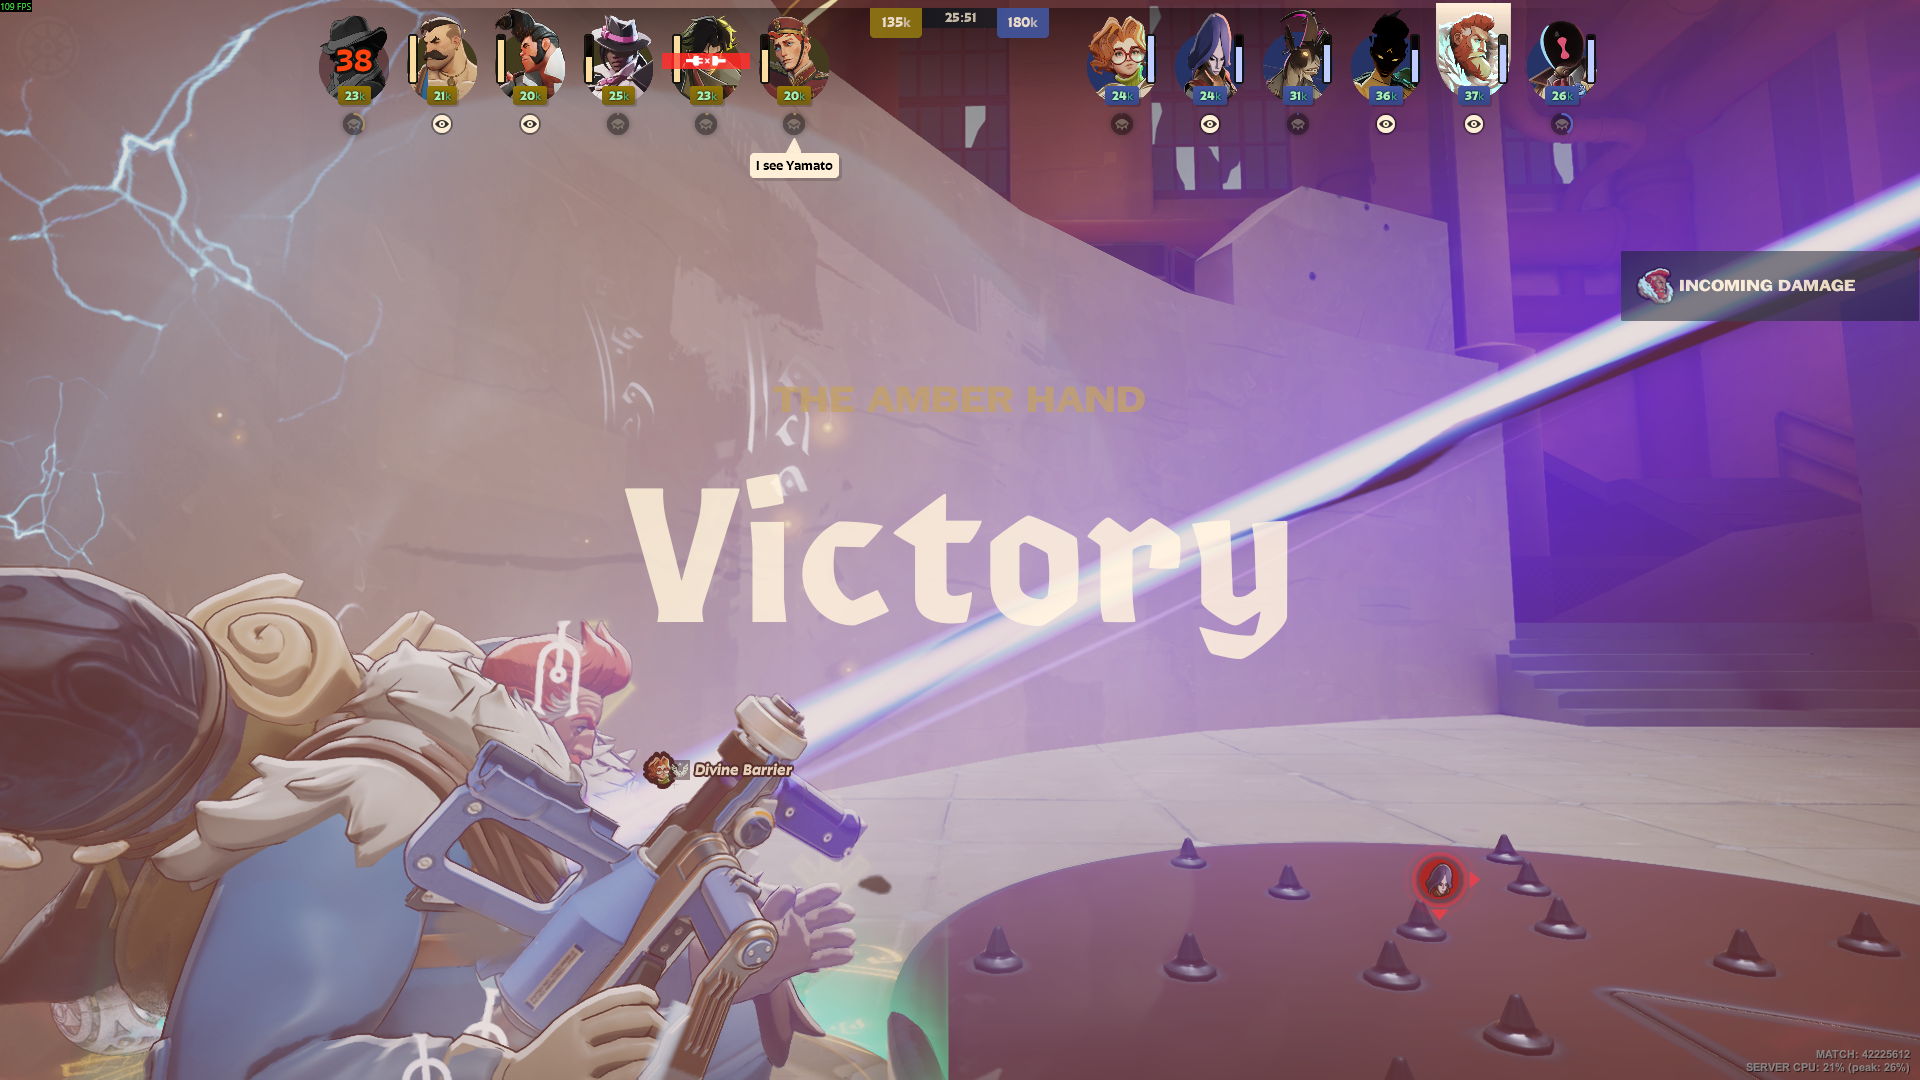 109 FPS
135k 25:51 180k
38
23k 21k 20k 25k 23k 20k 24k 24k 31k 36k 37k 26k
I see Yamato
INCOMING DAMAGE
THE AMBER HAND
Victory
Divine Barrier
MATCH: 42225612
SERVER CPU: 21% (peak: 26%)